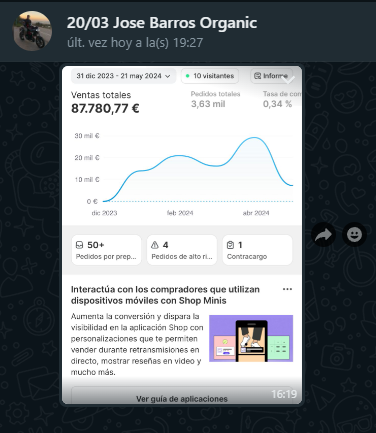 20/03 Jose Barros Organic
últ. vez hoy a la(s) 19:27
31 dic 2023 - 21 may 2024
10 visitantes
Informe
Ventas totales
87.780,77 €
Pedidos totales
3,63 mil
Tasa de con
0,34 %
30 mil €
20 mil €
10 mil €
0 €
dic 2023
feb 2024
abr 2024
50+
Pedidos por prep...
4
Pedidos de alto ri...
1
Contracargo
Interactúa con los compradores que utilizan
dispositivos móviles con Shop Minis
Aumenta la conversión y dispara la
visibilidad en la aplicación Shop con
personalizaciones que te permiten
vender durante retransmisiones en
directo, mostrar reseñas en video y
mucho más.
Ver guía de aplicaciones
16:19